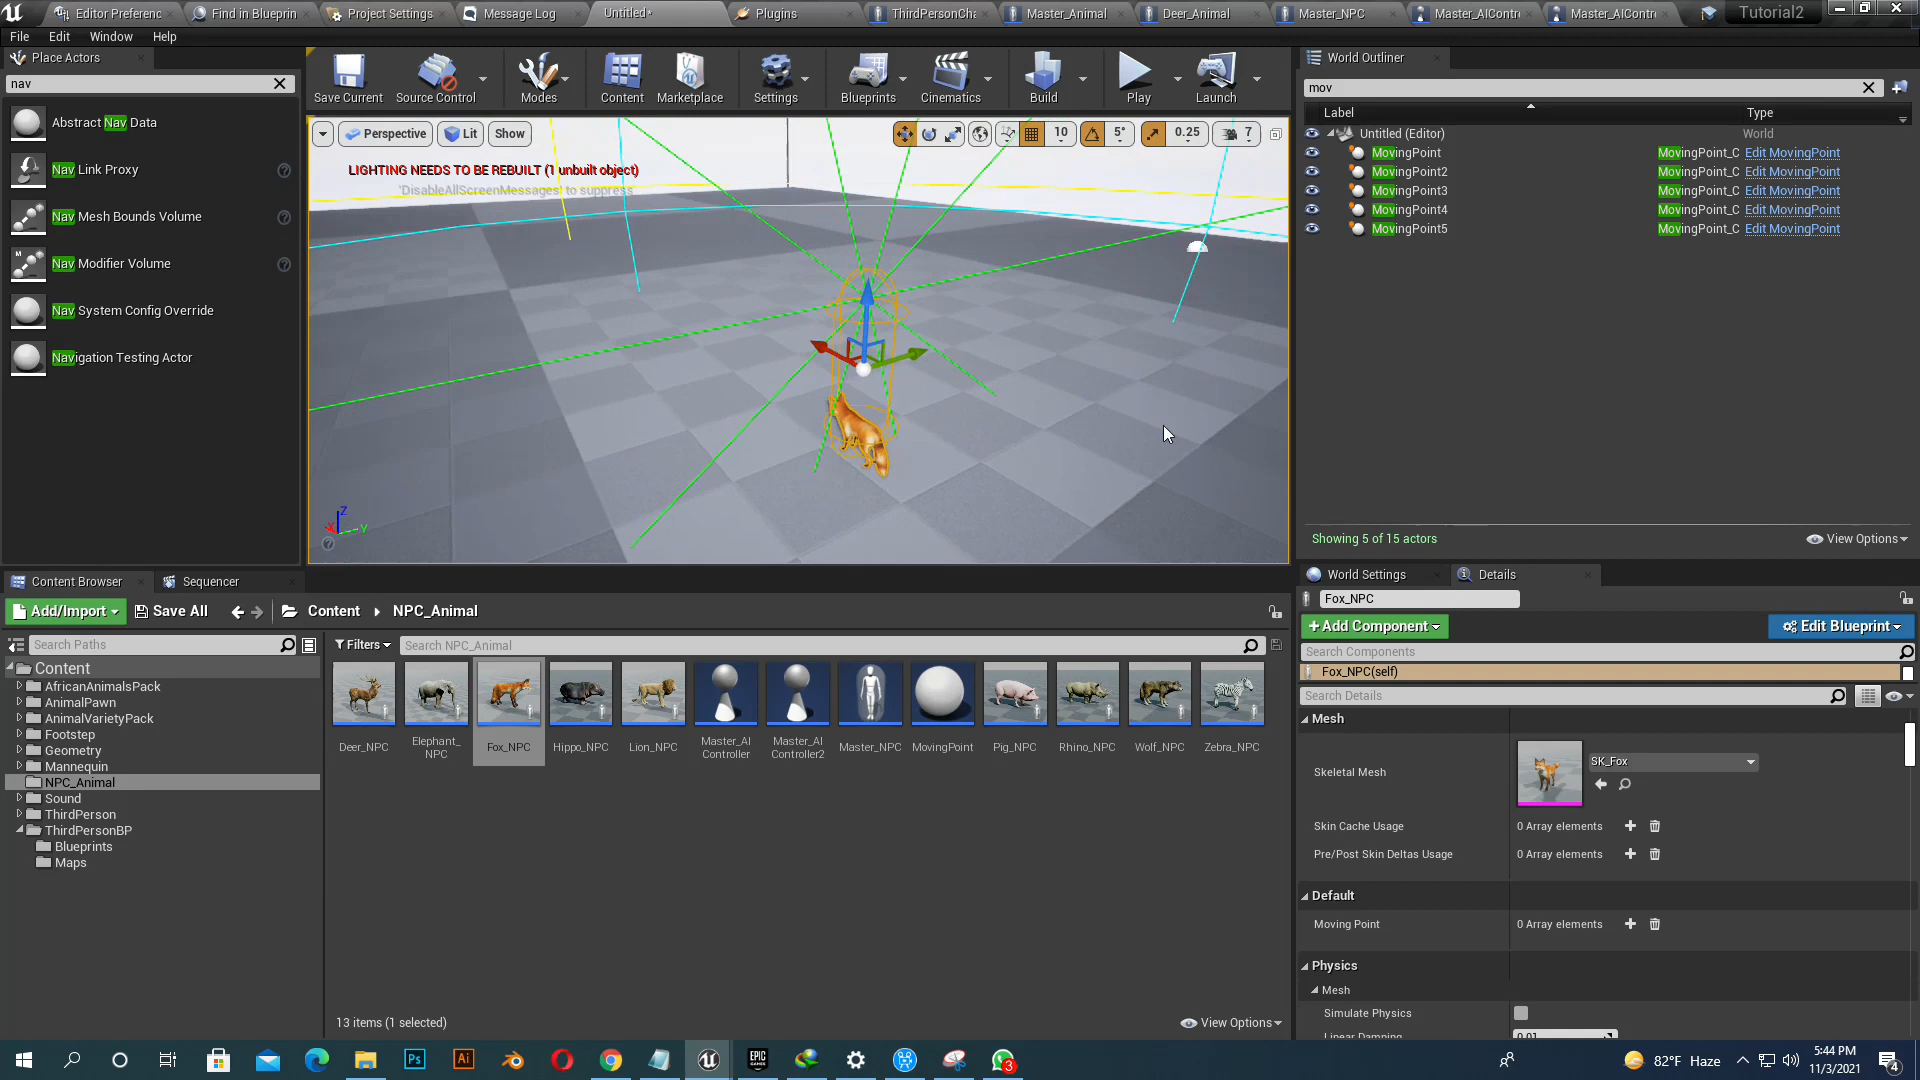 Editor Preferenc
Find in Blueprin
Project Settings
Message Log
Untitled*
Plugins
ThirdPersonCha
Master_Animal
Deer_Animal
Master_NPC
Master_AIContr
Master_AIContr
Tutorial2
File
Edit
Window
Help
Place Actors
nav
Abstract Nav Data
Nav Link Proxy
Nav Mesh Bounds Volume
Nav Modifier Volume
Nav System Config Override
Navigation Testing Actor
Save Current
Source Control
Modes
Content
Marketplace
Settings
Blueprints
Cinematics
Build
Play
Launch
Perspective
Lit
Show
10
5°
0.25
7
LIGHTING NEEDS TO BE REBUILT (1 unbuilt object)
'DisableAllScreenMessages' to suppress
Z
X
Y
World Outliner
mov
Label
Type
Untitled (Editor)
World
MovingPoint
MovingPoint_C
Edit MovingPoint
MovingPoint2
MovingPoint_C
Edit MovingPoint
MovingPoint3
MovingPoint_C
Edit MovingPoint
MovingPoint4
MovingPoint_C
Edit MovingPoint
MovingPoint5
MovingPoint_C
Edit MovingPoint
Showing 5 of 15 actors
View Options
Content Browser
Sequencer
Add/Import
Save All
Content
NPC_Animal
Search Paths
Filters
Search NPC_Animal
Content
AfricanAnimalsPack
AnimalPawn
AnimalVarietyPack
Footstep
Geometry
Mannequin
NPC_Animal
Sound
ThirdPerson
ThirdPersonBP
Blueprints
Maps
Deer_NPC
Elephant_
NPC
Fox_NPC
Hippo_NPC
Lion_NPC
Master_AI
Controller
Master_AI
Controller2
Master_NPC
MovingPoint
Pig_NPC
Rhino_NPC
Wolf_NPC
Zebra_NPC
13 items (1 selected)
View Options
World Settings
Details
Fox_NPC
Add Component
Edit Blueprint
Search Components
Fox_NPC(self)
Search Details
Mesh
Skeletal Mesh
SK_Fox
Skin Cache Usage
0 Array elements
Pre/Post Skin Deltas Usage
0 Array elements
Default
Moving Point
0 Array elements
Physics
Mesh
Simulate Physics
Linear Damping
0.01
Ps
Ai
EPIC
GAMES
3
82°F Haze
5:44 PM
11/3/2021
4